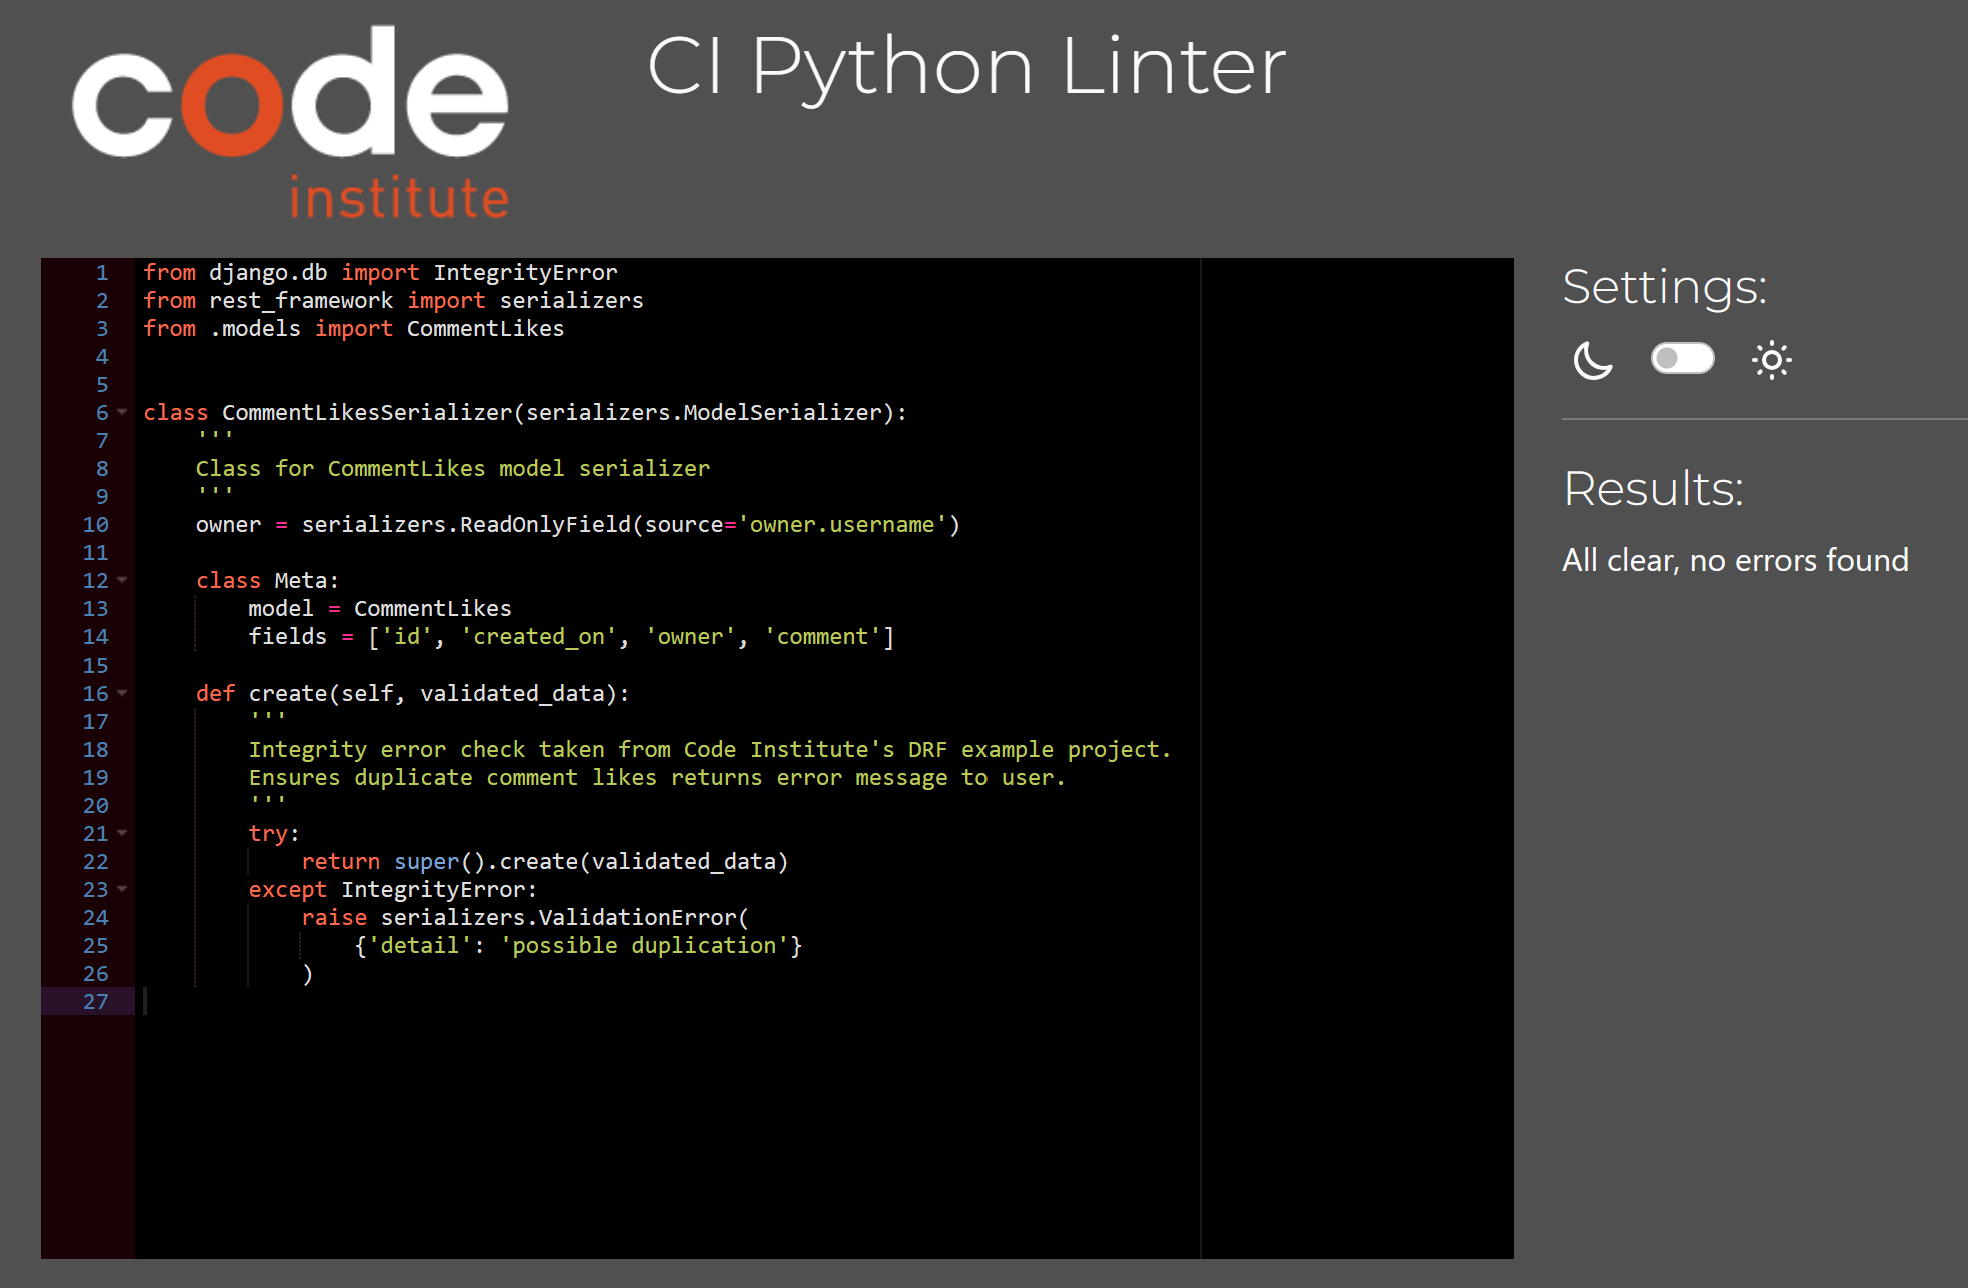 code
institute
CI Python Linter
1 from django.db import IntegrityError
2 from rest_framework import serializers
3 from .models import CommentLikes
4
5
6 class CommentLikesSerializer(serializers.ModelSerializer):
7     '''
8     Class for CommentLikes model serializer
9     '''
10     owner = serializers.ReadOnlyField(source='owner.username')
11
12     class Meta:
13         model = CommentLikes
14         fields = ['id', 'created_on', 'owner', 'comment']
15
16     def create(self, validated_data):
17         '''
18         Integrity error check taken from Code Institute's DRF example project.
19         Ensures duplicate comment likes returns error message to user.
20         '''
21         try:
22             return super().create(validated_data)
23         except IntegrityError:
24             raise serializers.ValidationError(
25                 {'detail': 'possible duplication'}
26             )
27
Settings:
Results:
All clear, no errors found